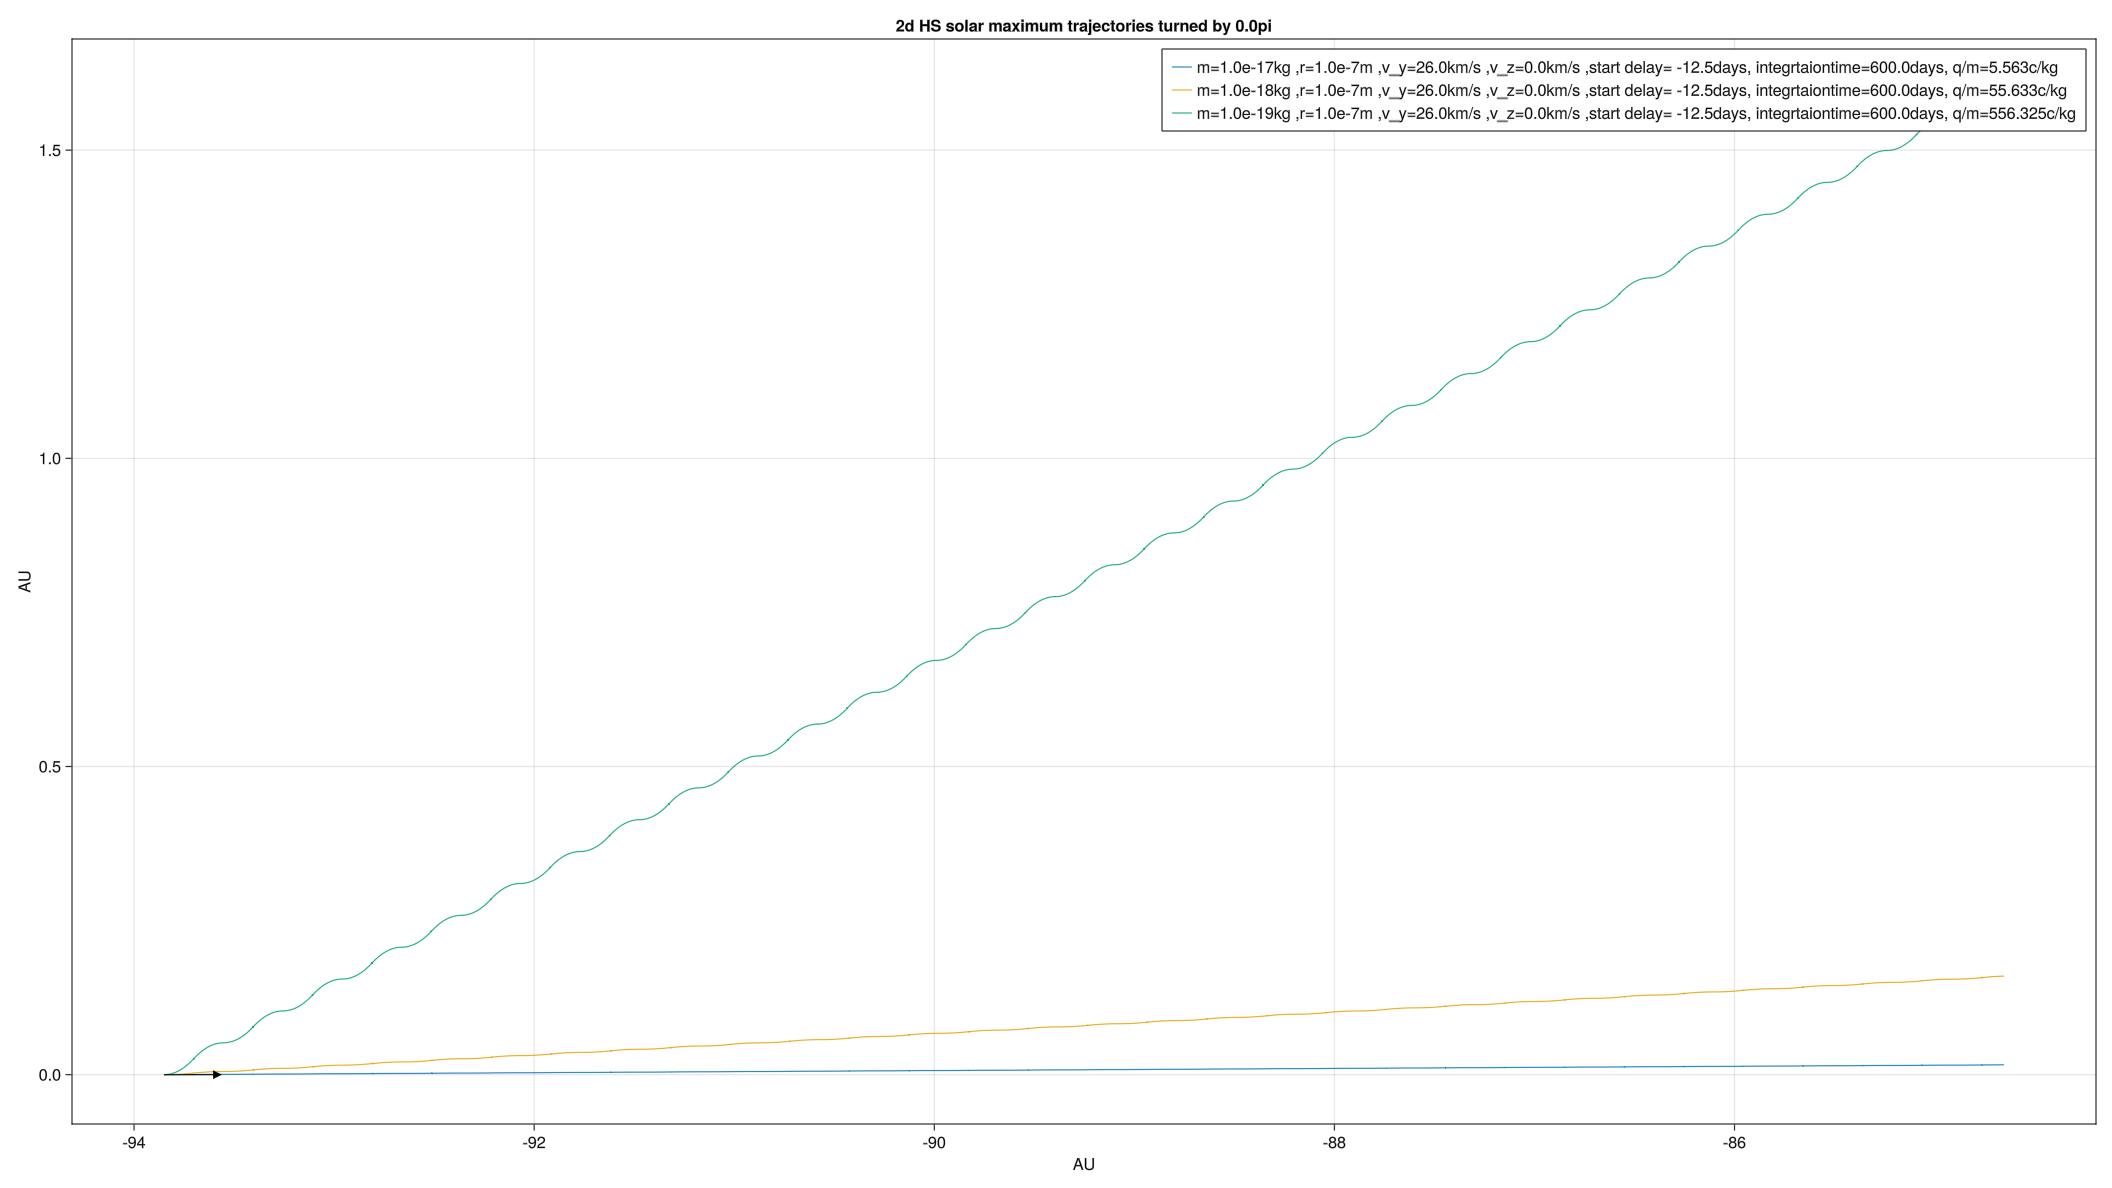 2d HS solar maximum trajectories turned by 0.0pi
m=1.0e-17kg ,r=1.0e-7m ,v_y=26.0km/s ,v_z=0.0km/s ,start delay= -12.5days, integrtaiontime=600.0days, q/m=5.563c/kg
m=1.0e-18kg ,r=1.0e-7m ,v_y=26.0km/s ,v_z=0.0km/s ,start delay= -12.5days, integrtaiontime=600.0days, q/m=55.633c/kg
m=1.0e-19kg ,r=1.0e-7m ,v_y=26.0km/s ,v_z=0.0km/s ,start delay= -12.5days, integrtaiontime=600.0days, q/m=556.325c/kg
1.5
1.0
AU
0.5
0.0
-94 -92 -90 -88 -86
AU